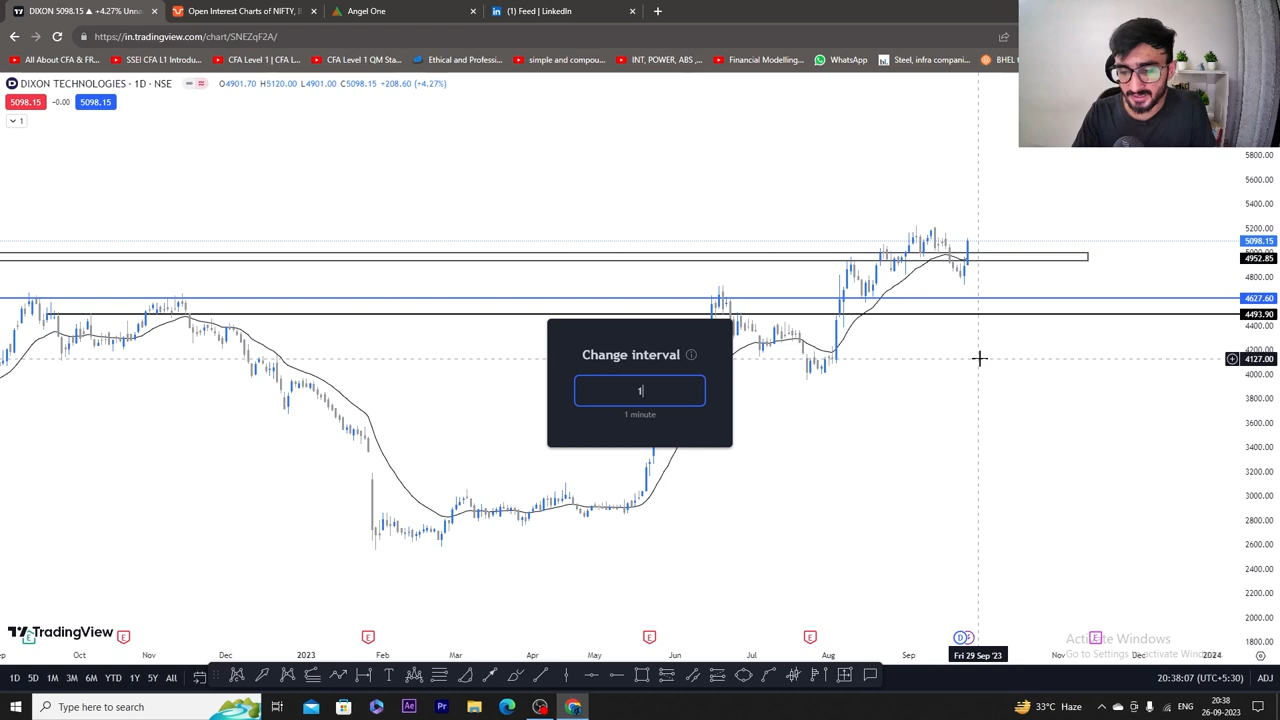 DIXON 5098.15 ▲ +4.27% Unna
Open Interest Charts of NIFTY, B
Angel One
(1) Feed | LinkedIn
https://in.tradingview.com/chart/SNEZqF2A/
All About CFA & FR...
SSEI CFA L1 Introdu...
CFA Level 1 | CFA L...
CFA Level 1 QM Sta...
Ethical and Professi...
simple and compou...
INT, POWER, ABS ,...
Financial Modelling...
WhatsApp
Steel, infra compani...
BHEL t
DIXON TECHNOLOGIES · 1D · NSE
O4901.70 H5120.00 L4901.00 C5098.15 +208.60 (+4.27%)
5098.15
-0.00
5098.15
1
5800.00
5600.00
5400.00
5200.00
5098.15
4952.85
4800.00
4627.60
4493.90
4400.00
4127.00
4000.00
3800.00
3600.00
3400.00
3200.00
3000.00
2800.00
2600.00
2400.00
2200.00
2000.00
1800.00
Change interval
1
1 minute
TradingView
E
E
E
E
D
E
Activate Windows
Go to Settings to activate Windows.
Oct
Nov
Dec
2023
Feb
Mar
Apr
May
Jun
Jul
Aug
Sep
Fri 29 Sep '23
Nov
Dec
2024
1D
5D
1M
3M
6M
YTD
1Y
5Y
All
20:38:07 (UTC+5:30)
ADJ
Type here to search
Ae
Pr
33°C Haze
ENG
20:38
26-09-2023